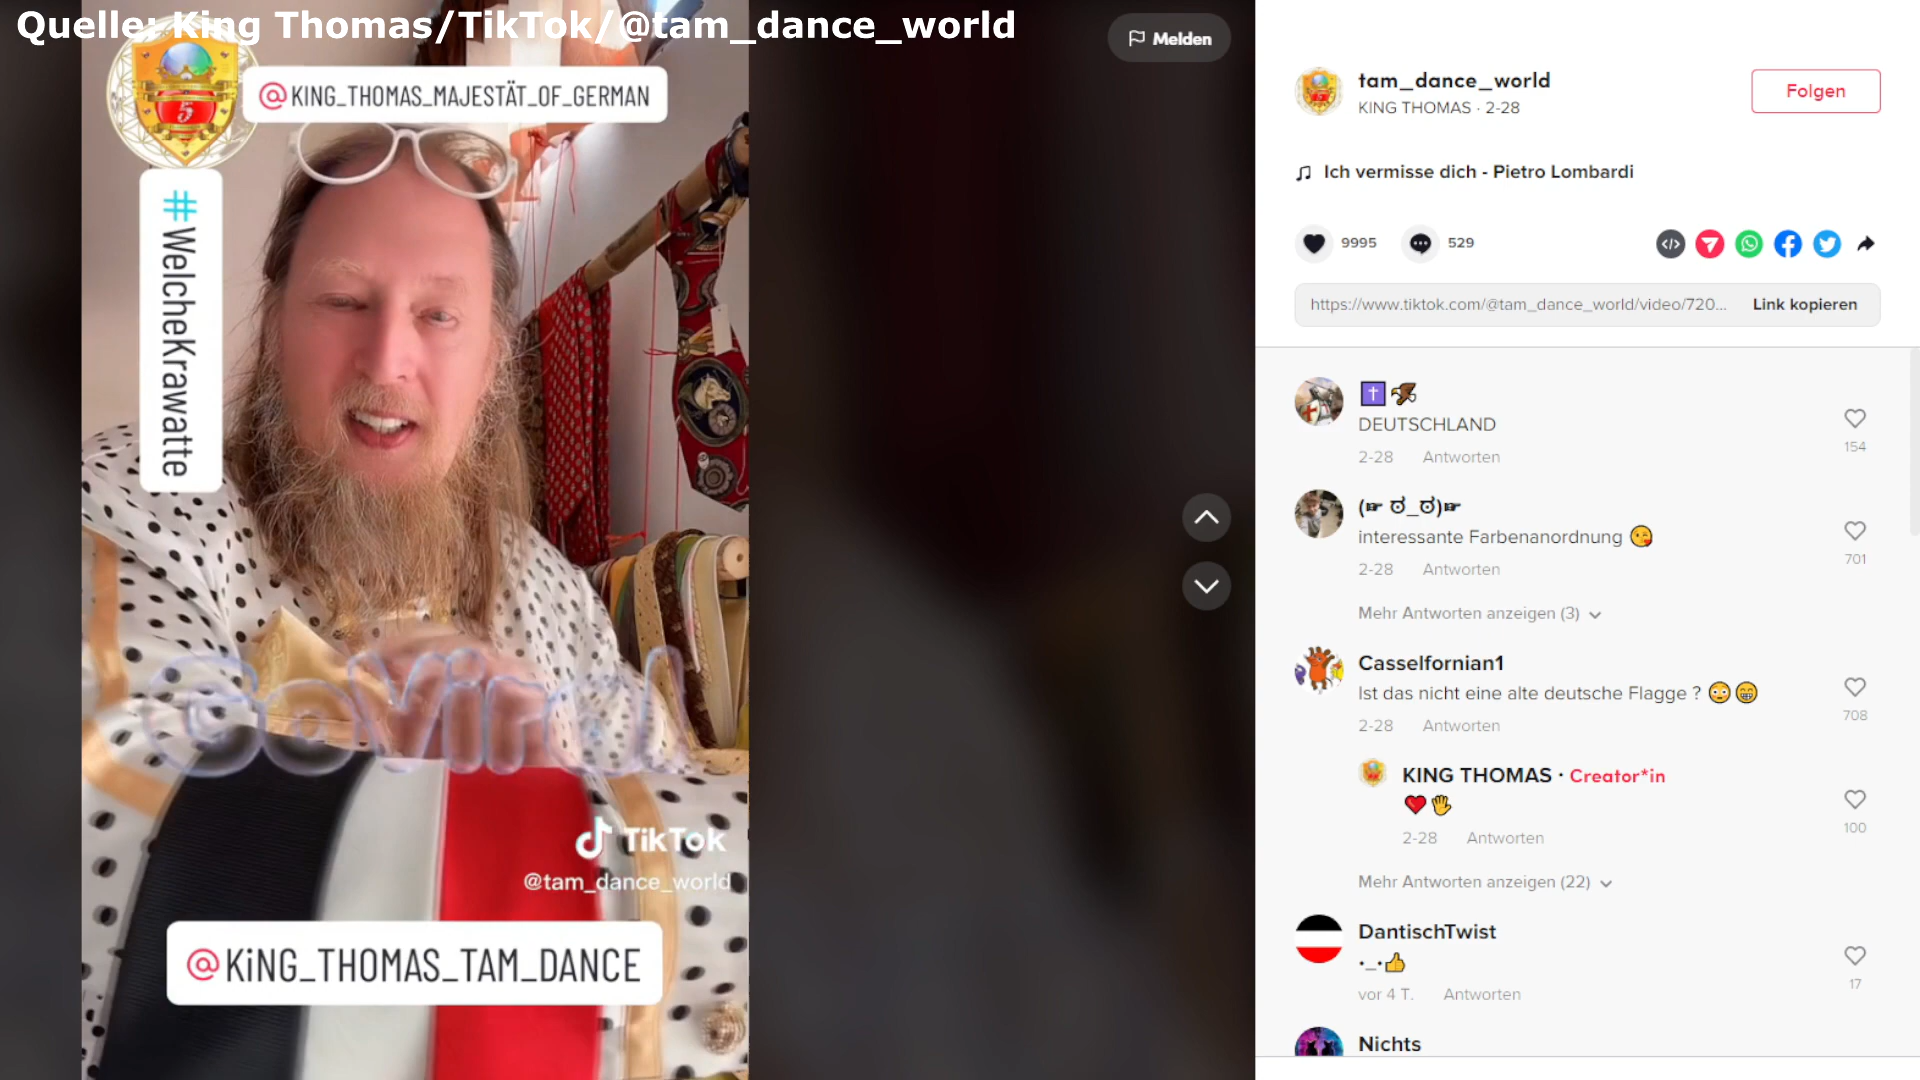 Quelle: King Thomas/TikTok/@tam_dance_world
@KING_THOMAS_MAJESTÄT_OF_GERMAN
5
#WelcheKrawatte
GoViral
TikTok
@tam_dance_world
@KiNG_THOMAS_TAM_DANCE
Melden
tam_dance_world
KING THOMAS · 2-28
Folgen
Ich vermisse dich - Pietro Lombardi
9995
529
https://www.tiktok.com/@tam_dance_world/video/720...
Link kopieren
✝️🦅
DEUTSCHLAND
2-28 Antworten
154
(☞ ಠ_ಠ)☞
interessante Farbenanordnung 😘
2-28 Antworten
701
Mehr Antworten anzeigen (3)
Casselfornian1
Ist das nicht eine alte deutsche Flagge ? 😳😁
2-28 Antworten
708
KING THOMAS · Creator*in
❤️👋
2-28 Antworten
100
Mehr Antworten anzeigen (22)
DantischTwist
•_•👍
vor 4 T. Antworten
17
Nichts